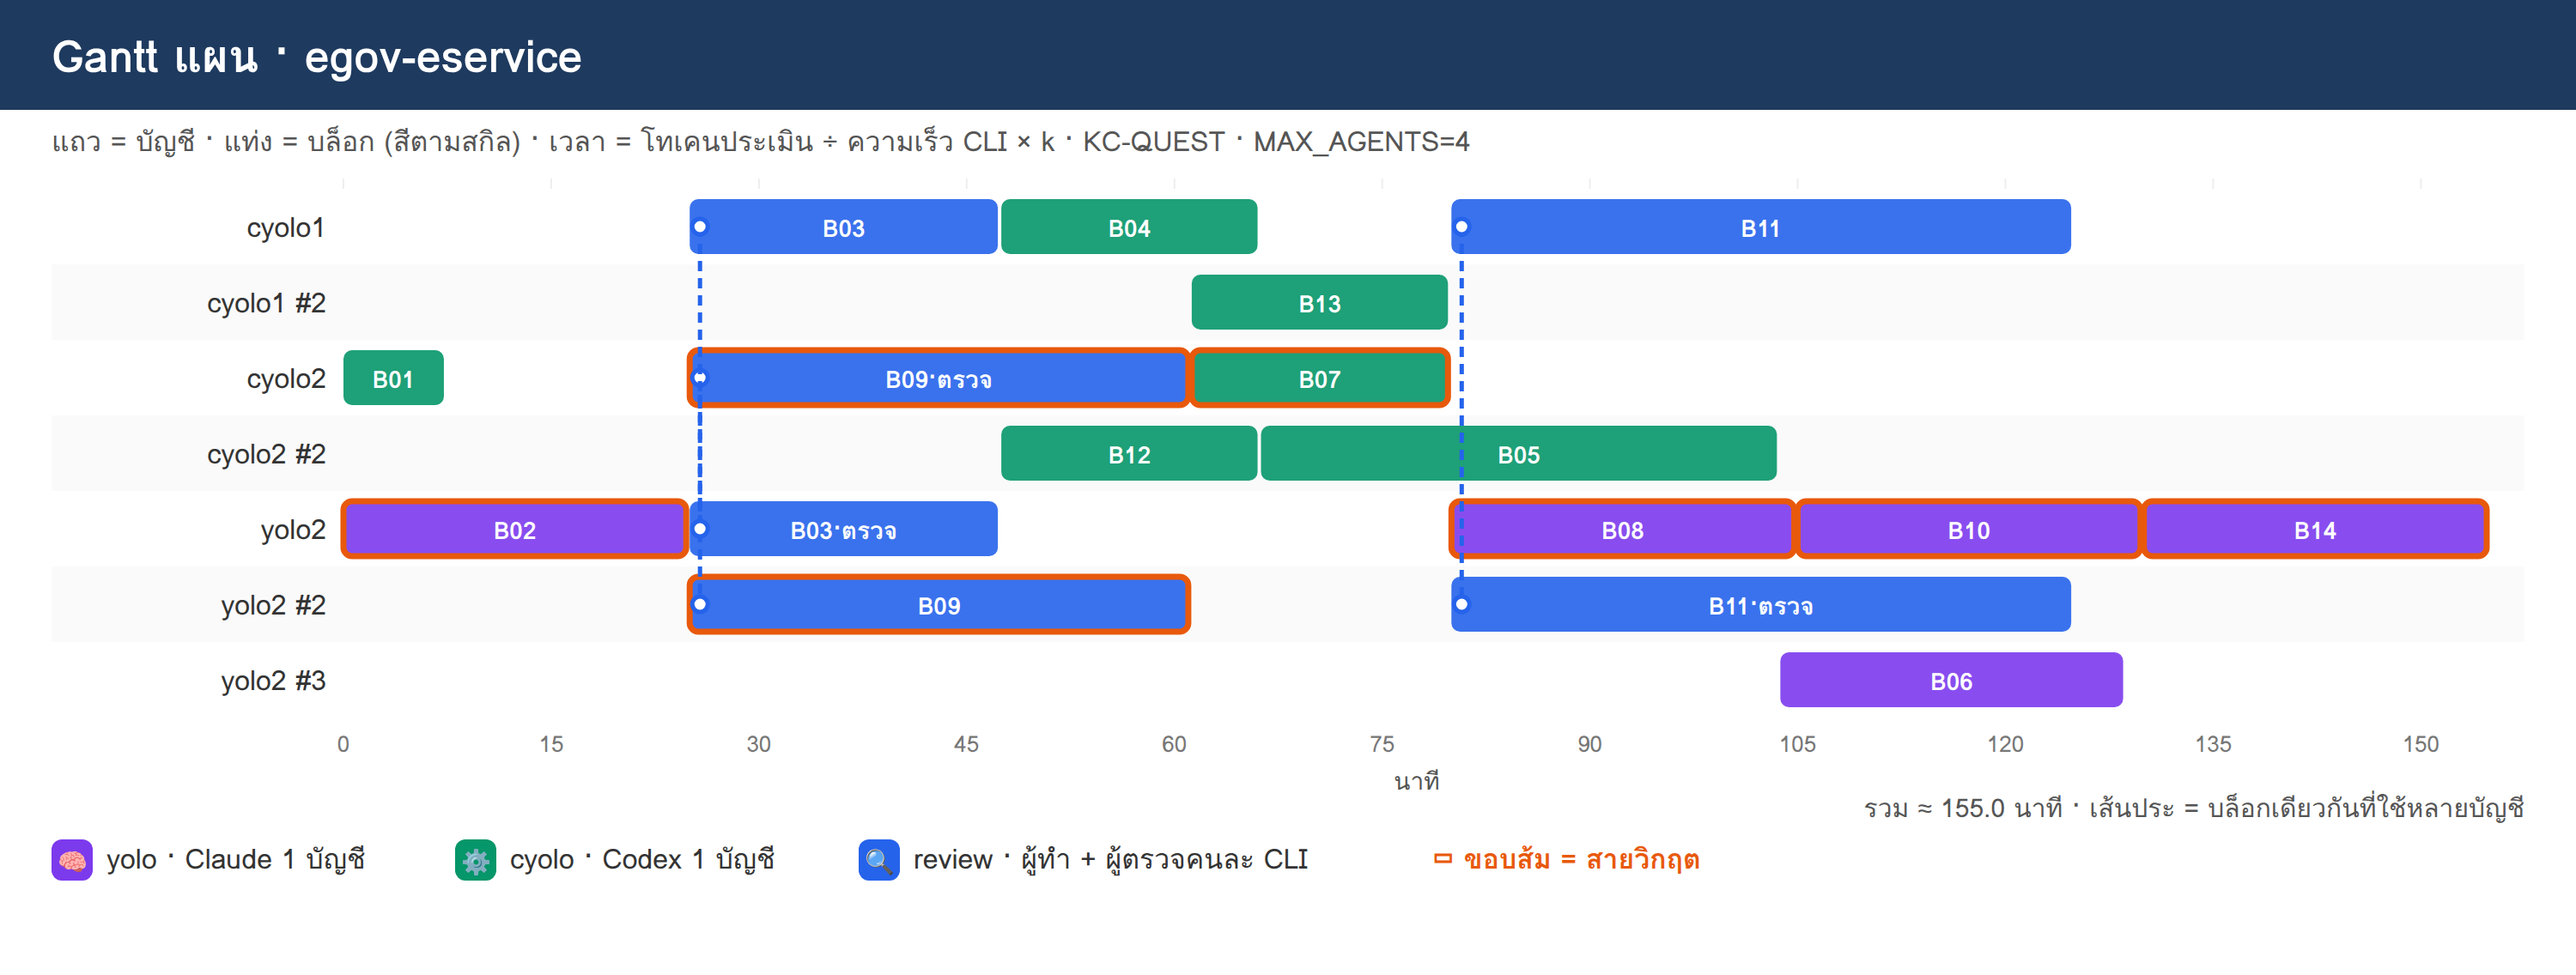 Gantt แผน · egov-eservice
แถว = บัญชี · แท่ง = บล็อก (สีตามสกิล) · เวลา = โทเคนประเมิน ÷ ความเร็ว CLI × k · KC-QUEST · MAX_AGENTS=4
cyolo1 B03 B04 B11
cyolo1 #2 B13
cyolo2 B01 B09·ตรวจ B07
cyolo2 #2 B12 B05
yolo2 B02 B03·ตรวจ B08 B10 B14
yolo2 #2 B09 B11·ตรวจ
yolo2 #3 B06
0 15 30 45 60 75 90 105 120 135 150
นาที
รวม ≈ 155.0 นาที · เส้นประ = บล็อกเดียวกันที่ใช้หลายบัญชี
yolo · Claude 1 บัญชี cyolo · Codex 1 บัญชี review · ผู้ทำ + ผู้ตรวจคนละ CLI ขอบส้ม = สายวิกฤต